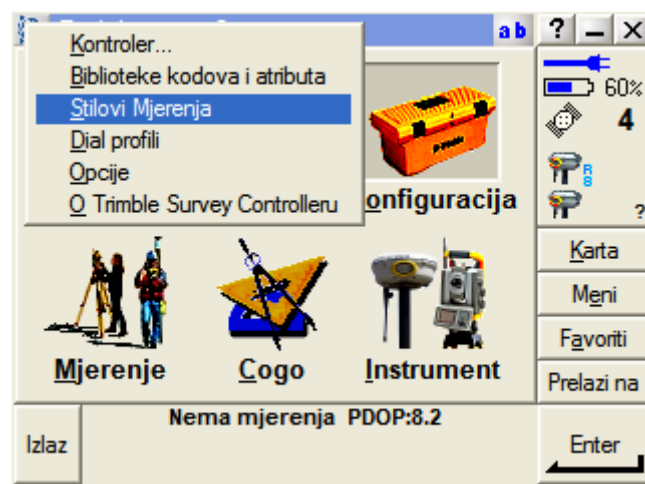 ab ? – X
Kontroler...
Biblioteke kodova i atributa
Stilovi Mjerenja
Dial profili
Opcije
O Trimble Survey Controlleru
60%
4
R
8
?
onfiguracija
Karta
Meni
Favoriti
Prelazi na
Mjerenje
Cogo
Instrument
Nema mjerenja PDOP:8.2
Izlaz
Enter